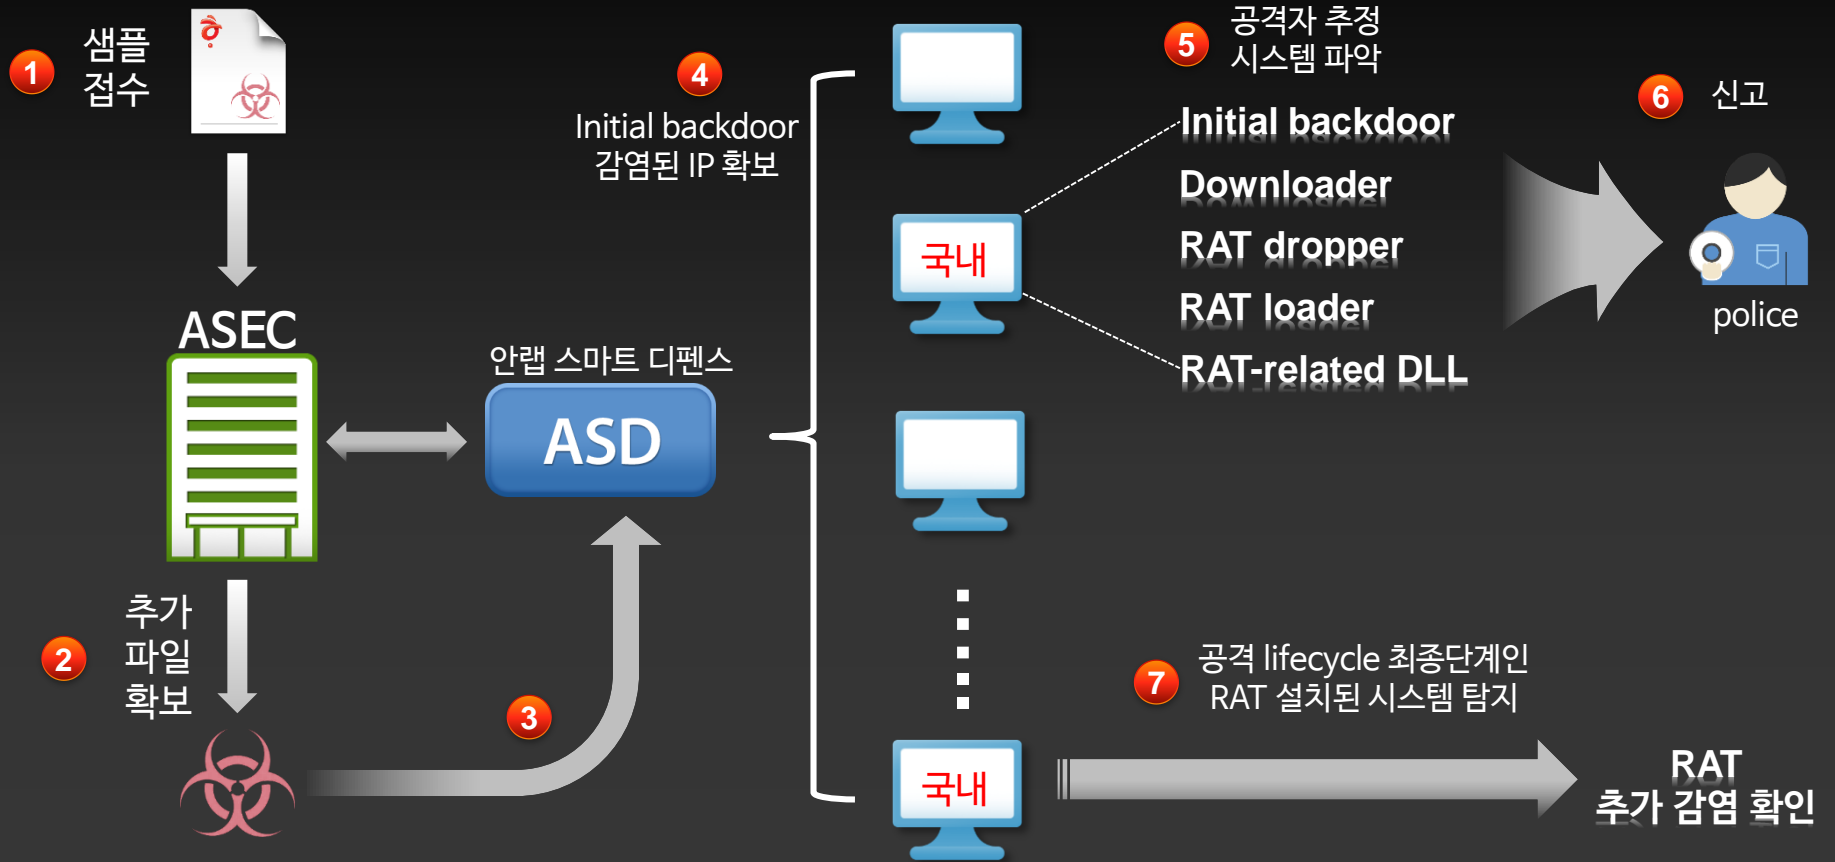 1
샘플
접수
ㅎ
ASEC
2
추가
파일
확보
3
안랩 스마트 디펜스
ASD
4
Initial backdoor
감염된 IP 확보
국내
국내
5
공격자 추정
시스템 파악
Initial backdoor
Downloader
RAT dropper
RAT loader
RAT-related DLL
6
신고
police
7
공격 lifecycle 최종단계인
RAT 설치된 시스템 탐지
RAT
추가 감염 확인